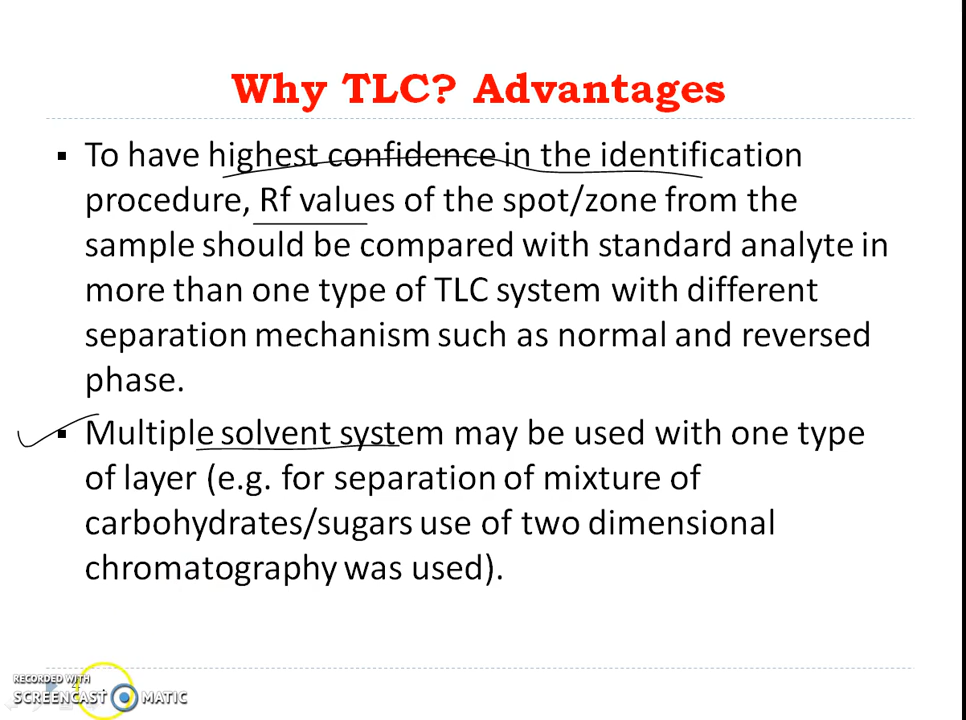 Why TLC? Advantages
▪ To have highest confidence in the identification
procedure, Rf values of the spot/zone from the
sample should be compared with standard analyte in
more than one type of TLC system with different
separation mechanism such as normal and reversed
phase.
▪ Multiple solvent system may be used with one type
of layer (e.g. for separation of mixture of
carbohydrates/sugars use of two dimensional
chromatography was used).
RECORDED WITH
SCREENCAST MATIC